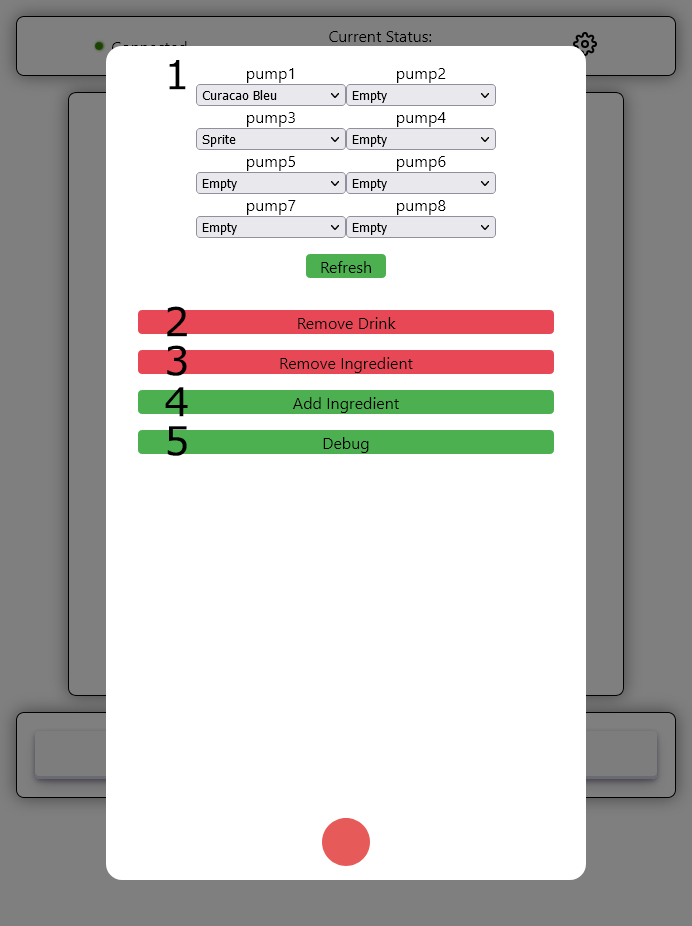 Current Status:
Connected
1
pump1 pump2
Curacao Bleu Empty
pump3 pump4
Sprite Empty
pump5 pump6
Empty Empty
pump7 pump8
Empty Empty
Refresh
2 Remove Drink
3 Remove Ingredient
4 Add Ingredient
5 Debug